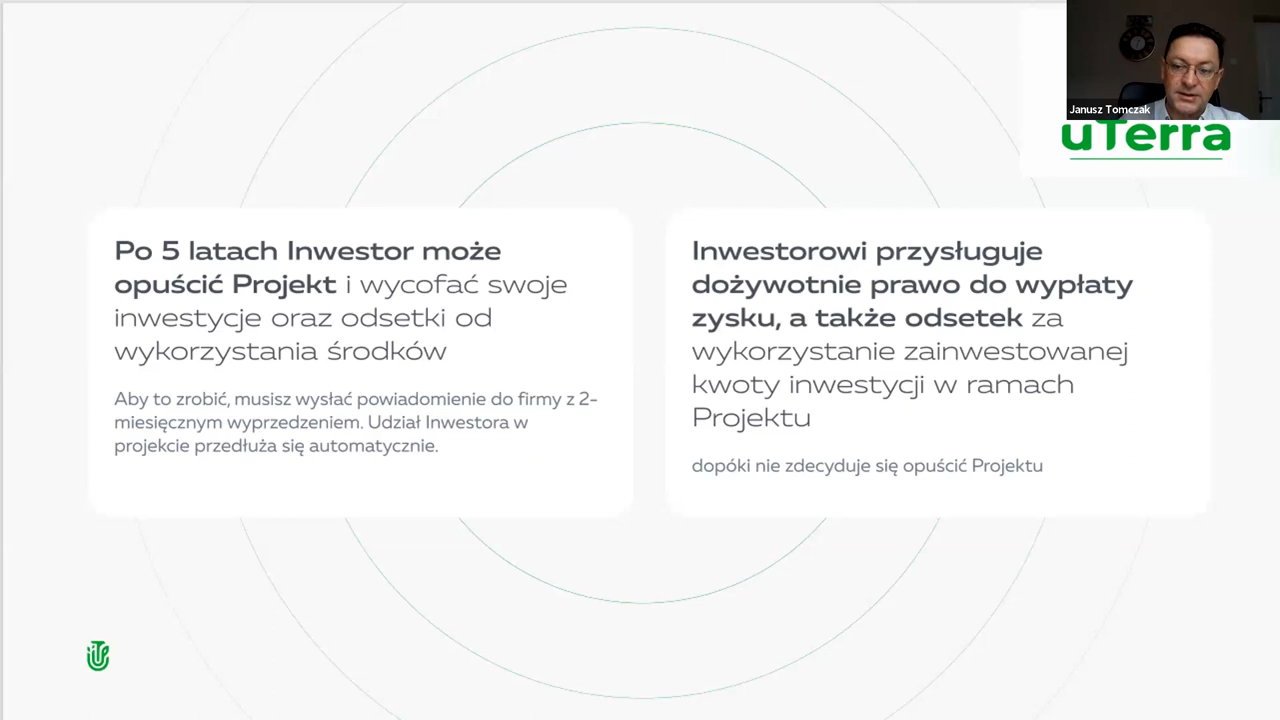 Janusz Tomczak
uTerra
Po 5 latach Inwestor może
opuścić Projekt i wycofać swoje
inwestycje oraz odsetki od
wykorzystania środków
Aby to zrobić, musisz wysłać powiadomienie do firmy z 2-
miesięcznym wyprzedzeniem. Udział Inwestora w
projekcie przedłuża się automatycznie.
Inwestorowi przysługuje
dożywotnie prawo do wypłaty
zysku, a także odsetek za
wykorzystanie zainwestowanej
kwoty inwestycji w ramach
Projektu
dopóki nie zdecyduje się opuścić Projektu